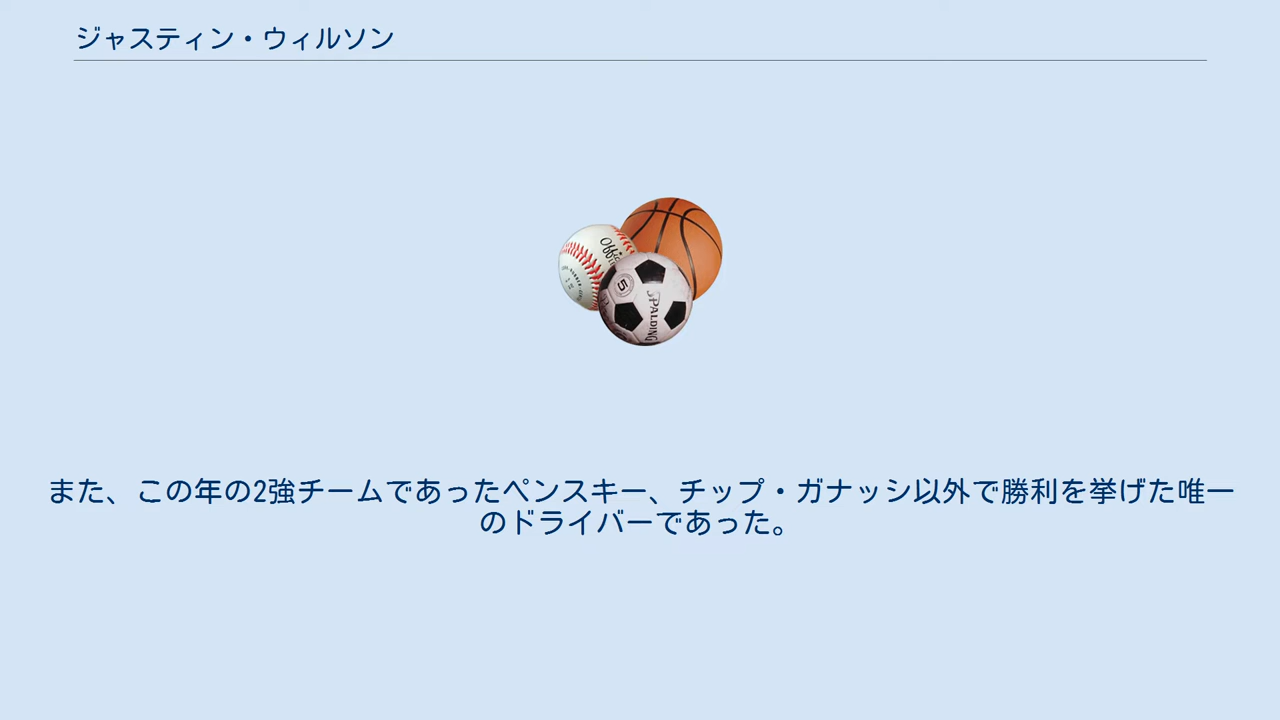 ジャスティン・ウィルソン
また、この年の2強チームであったペンスキー、チップ・ガナッシ以外で勝利を挙げた唯一
のドライバーであった。
SPALDING
5